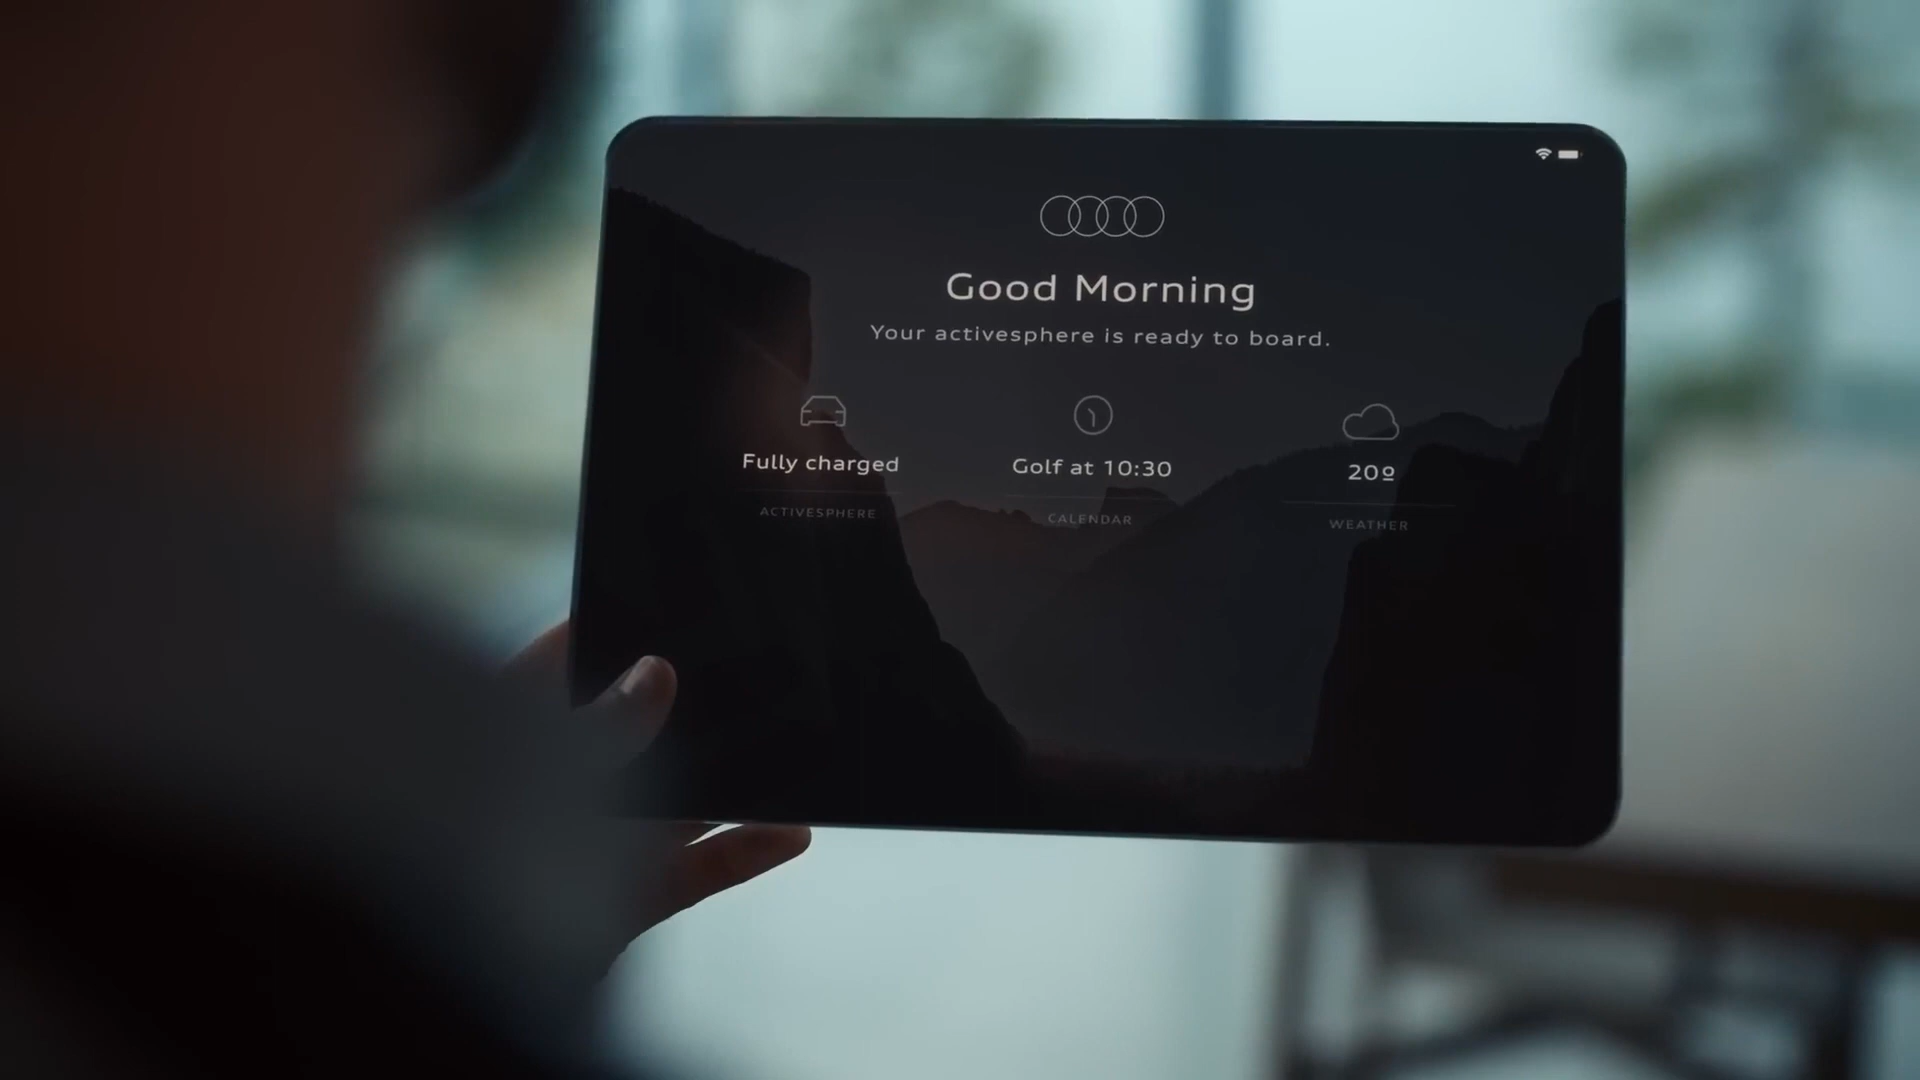 Good Morning
Your activesphere is ready to board.
Fully charged
ACTIVESPHERE
Golf at 10:30
CALENDAR
20º
WEATHER